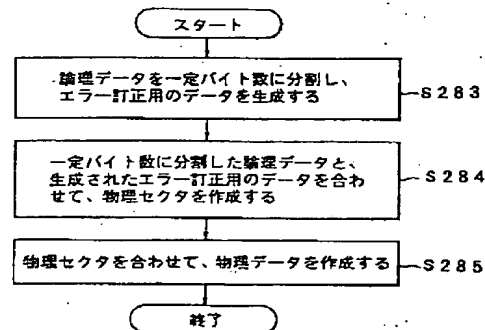 スタート
論理データを一定バイト数に分割し、
エラー訂正用のデータを生成する
S283
一定バイト数に分割した論理データと、
生成されたエラー訂正用のデータを合わ
せて、物理セクタを作成する
S284
物理セクタを合わせて、物理データを作成する
S285
終了